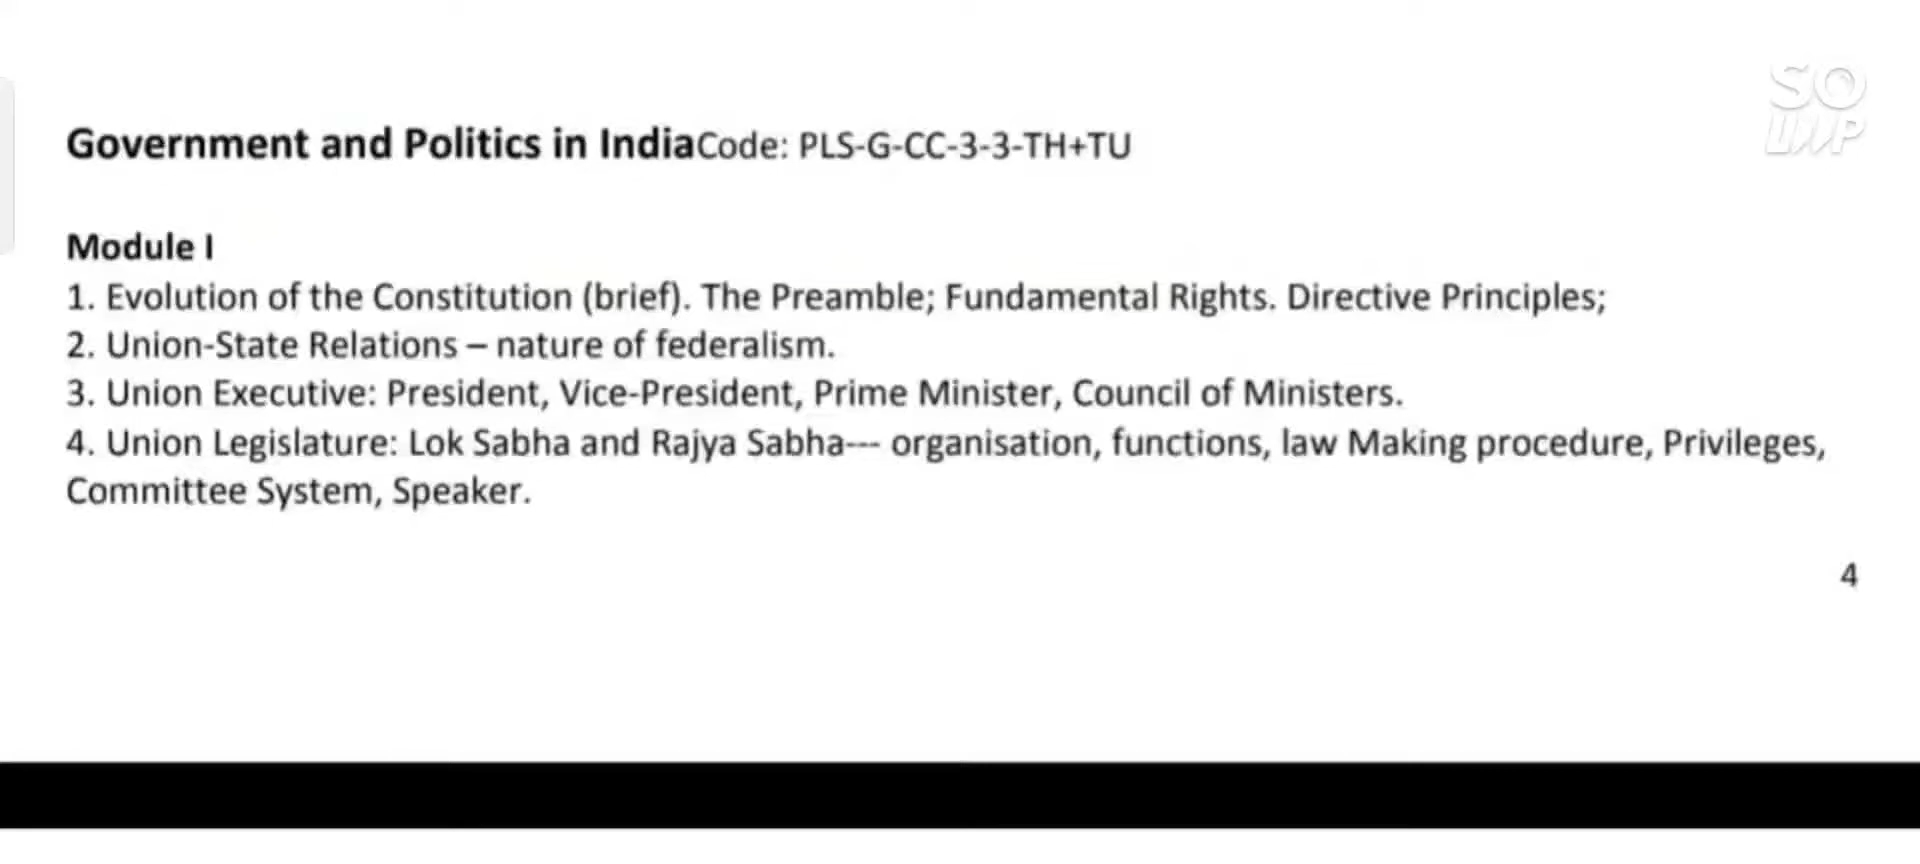 SO
UP
Government and Politics in IndiaCode: PLS-G-CC-3-3-TH+TU
Module I
1. Evolution of the Constitution (brief). The Preamble; Fundamental Rights. Directive Principles;
2. Union-State Relations – nature of federalism.
3. Union Executive: President, Vice-President, Prime Minister, Council of Ministers.
4. Union Legislature: Lok Sabha and Rajya Sabha--- organisation, functions, law Making procedure, Privileges,
Committee System, Speaker.
4